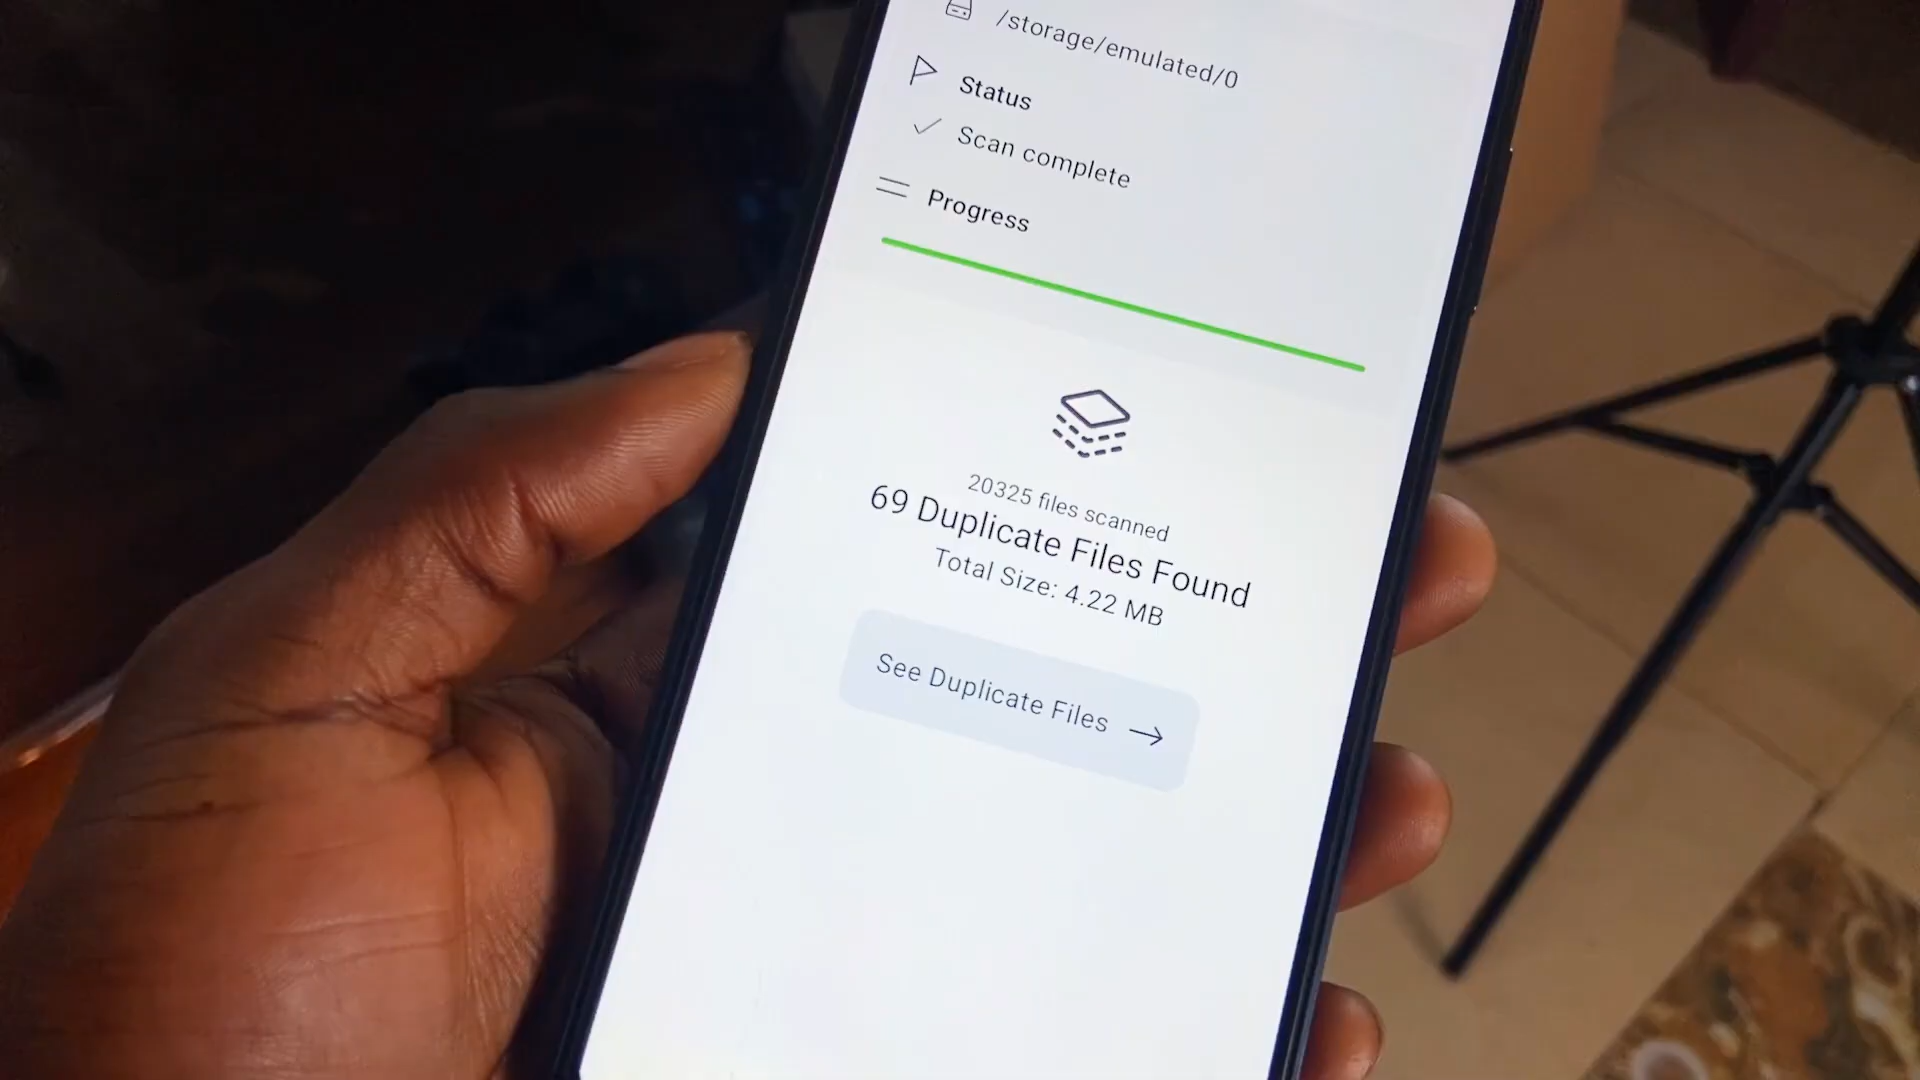 /storage/emulated/0
Status
Scan complete
Progress
20325 files scanned
69 Duplicate Files Found
Total Size: 4.22 MB
See Duplicate Files →